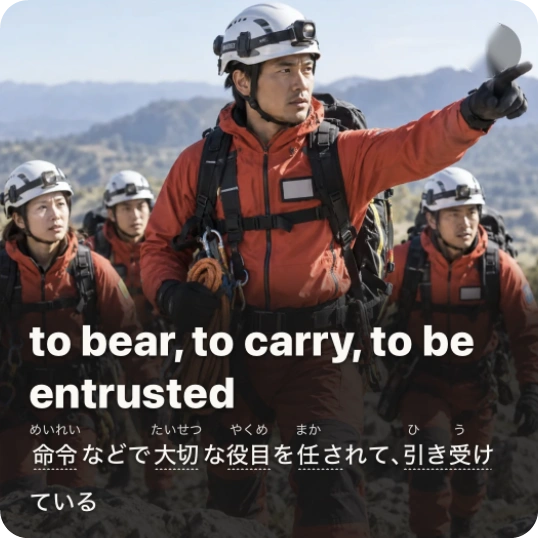 to bear, to carry, to be
entrusted
めいれい たいせつ やくめ まか ひ う
命令などで大切な役目を任されて、引き受け
ている